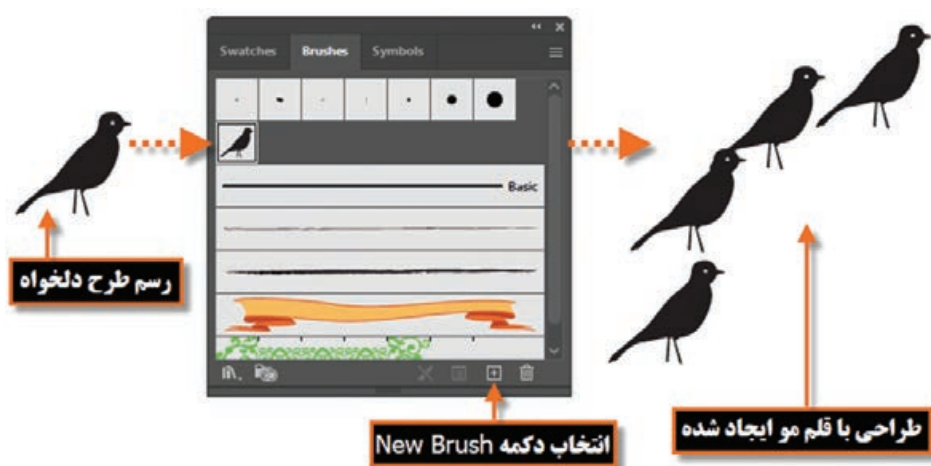 Swatches Brushes Symbols
Basic
رسم طرح دلخواه
انتخاب دکمه New Brush
طراحی با قلم مو ایجاد شده